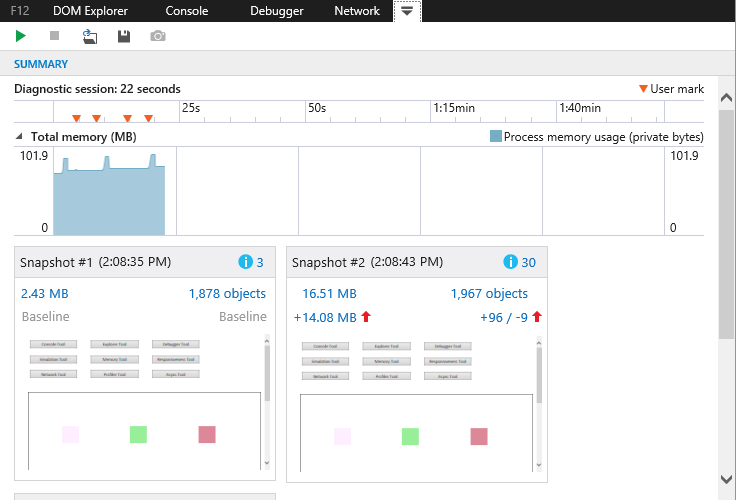 F12 DOM Explorer Console Debugger Network
SUMMARY
Diagnostic session: 22 seconds User mark
25s 50s 1:15min 1:40min
Total memory (MB) Process memory usage (private bytes)
101.9 101.9
0 0
Snapshot #1 (2:08:35 PM) i 3
2.43 MB 1,878 objects
Baseline Baseline
Console Tool Explorer Tool Debugger Tool
Emulation Tool Memory Tool Responsiveness Tool
Network Tool Profiler Tool Async Tool
Snapshot #2 (2:08:43 PM) i 30
16.51 MB 1,967 objects
+14.08 MB +96 / -9
Console Tool Explorer Tool Debugger Tool
Emulation Tool Memory Tool Responsiveness Tool
Network Tool Profiler Tool Async Tool